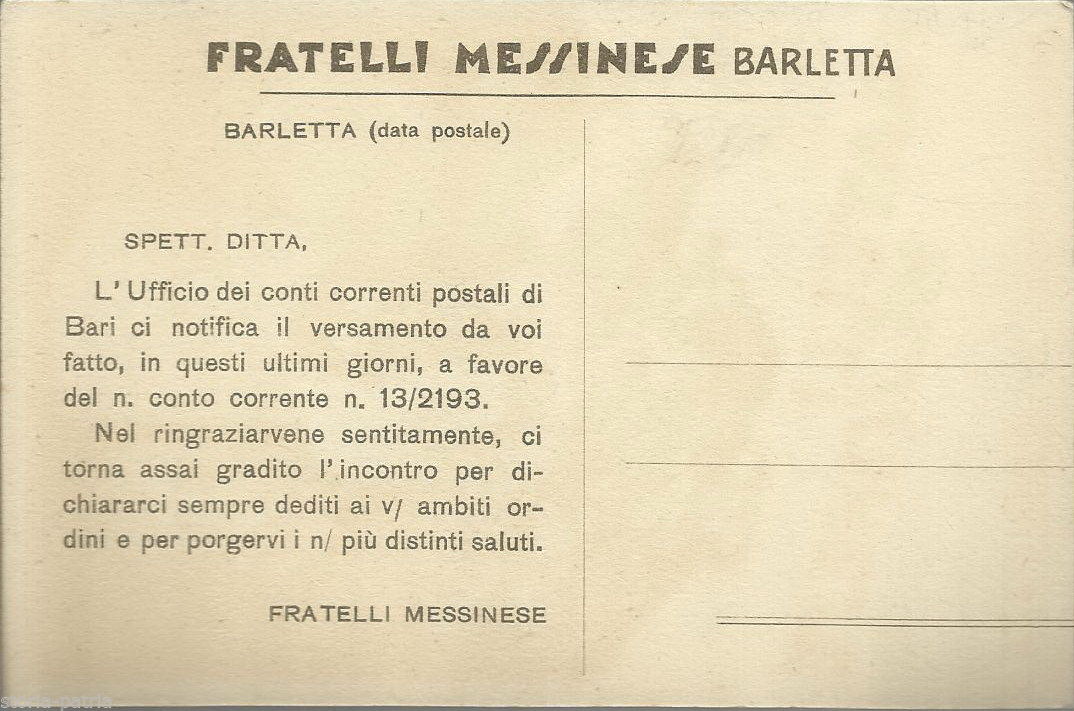 FRATELLI MESSINESE BARLETTA
BARLETTA (data postale)
SPETT. DITTA,
L' Ufficio dei conti correnti postali di
Bari ci notifica il versamento da voi
fatto, in questi ultimi giorni, a favore
del n. conto corrente n. 13/2193.
Nel ringraziarvene sentitamente, ci
torna assai gradito l'incontro per di-
chiararci sempre dediti ai v/ ambiti or-
dini e per porgervi i n/ più distinti saluti.
FRATELLI MESSINESE
storia-patria